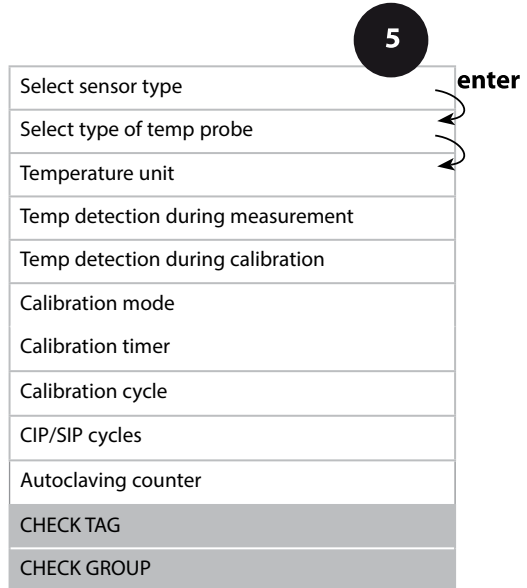 5
enter
Select sensor type
Select type of temp probe
Temperature unit
Temp detection during measurement
Temp detection during calibration
Calibration mode
Calibration timer
Calibration cycle
CIP/SIP cycles
Autoclaving counter
CHECK TAG
CHECK GROUP